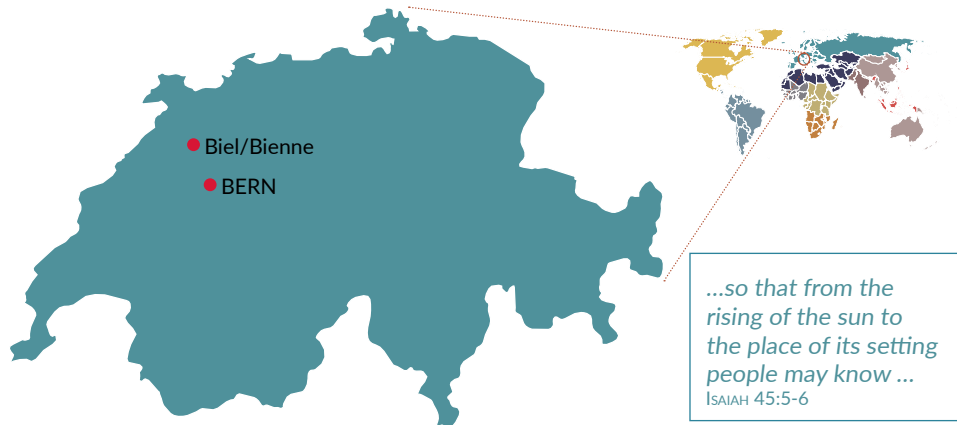 Biel/Bienne
BERN
...so that from the
rising of the sun to
the place of its setting
people may know ...
Isaiah 45:5-6